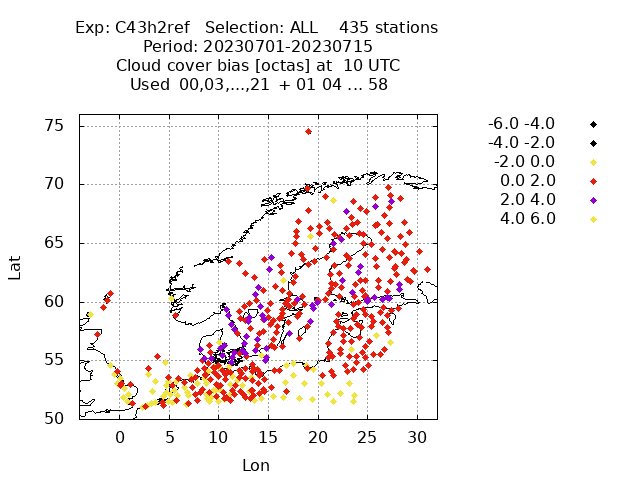 Exp: C43h2ref   Selection: ALL    435 stations
Period: 20230701-20230715
Cloud cover bias [octas] at  10 UTC
Used  00,03,...,21  + 01 04 ... 58
75
70
65
60
55
50
0 5 10 15 20 25 30
Lat
Lon
-6.0 -4.0
-4.0 -2.0
-2.0 0.0
0.0 2.0
2.0 4.0
4.0 6.0